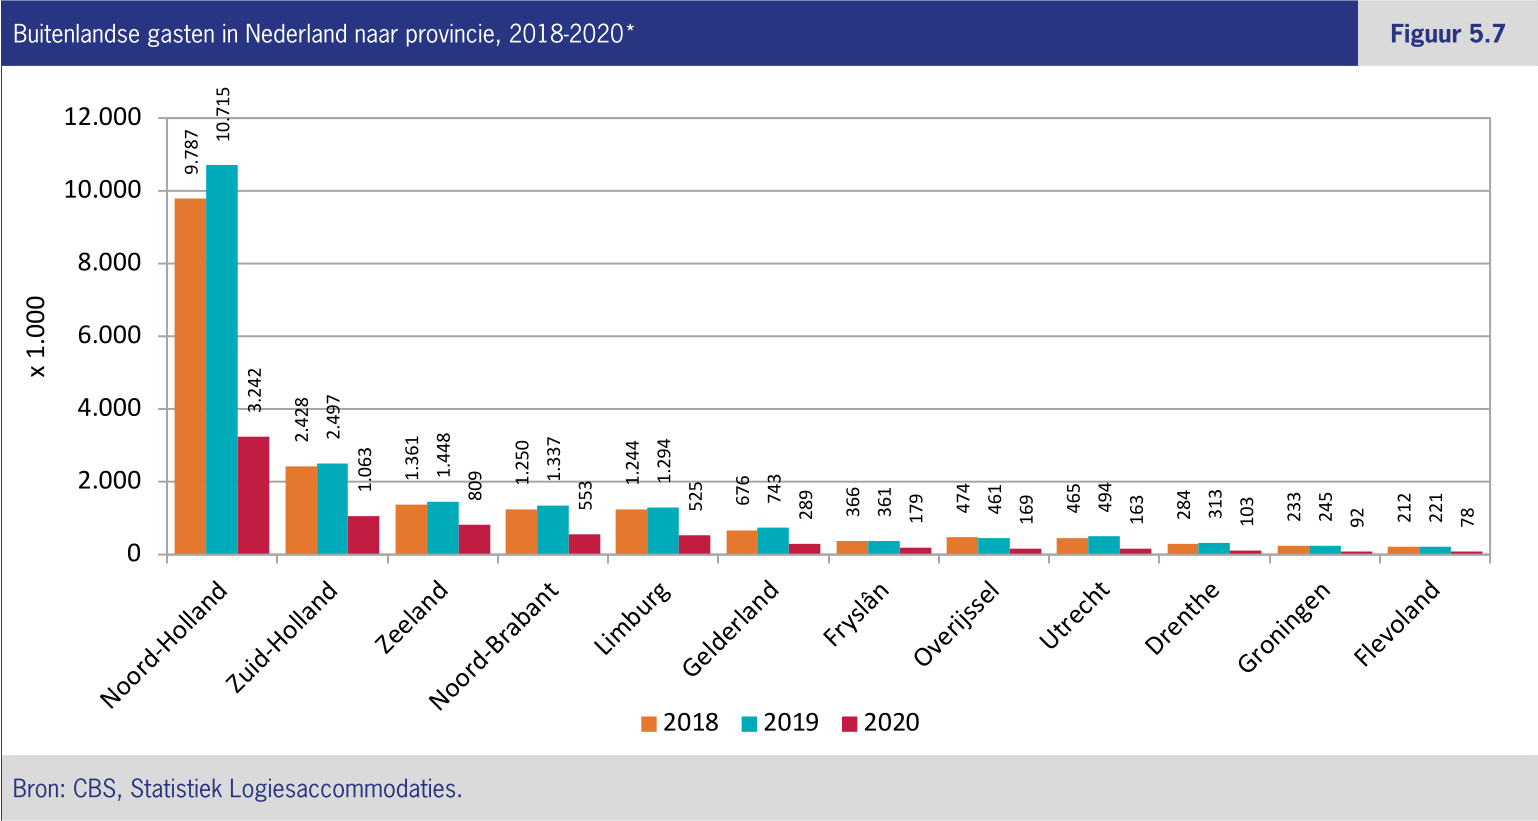 Buitenlandse gasten in Nederland naar provincie, 2018-2020*
Figuur 5.7
x 1.000
12.000
10.000
8.000
6.000
4.000
2.000
0
9.787 10.715 3.242
2.428 2.497 1.063
1.361 1.448 809
1.250 1.337 553
1.244 1.294 525
676 743 289
366 361 179
474 461 169
465 494 163
284 313 103
233 245 92
212 221 78
Noord-Holland
Zuid-Holland
Zeeland
Noord-Brabant
Limburg
Gelderland
Fryslân
Overijssel
Utrecht
Drenthe
Groningen
Flevoland
2018 2019 2020
Bron: CBS, Statistiek Logiesaccommodaties.